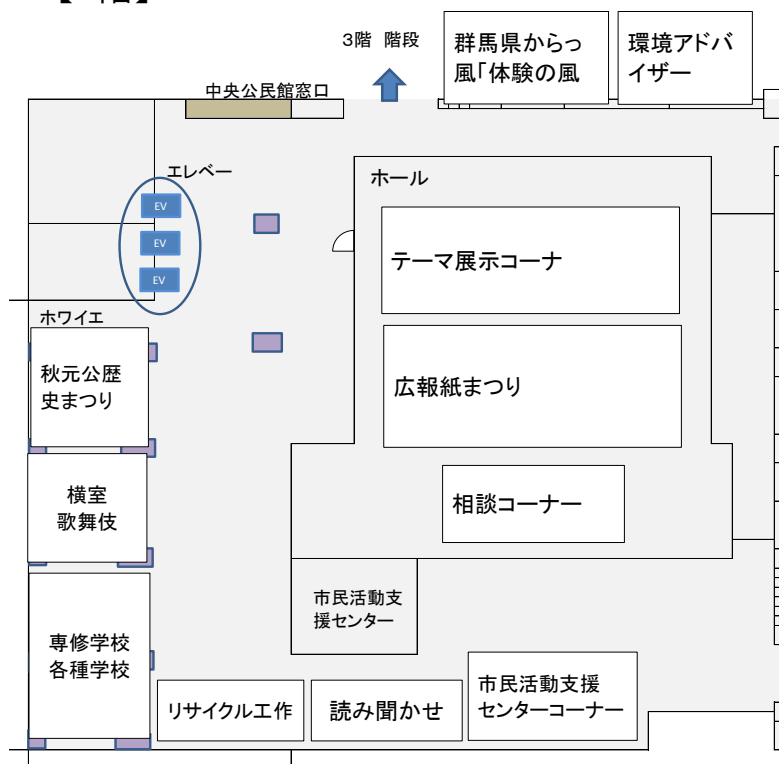 3階 階段
群馬県からっ
風「体験の風
環境アドバ
イザー
中央公民館窓口
エレベー
EV
EV
EV
ホール
テーマ展示コーナ
広報紙まつり
相談コーナー
ホワイエ
秋元公歴
史まつり
横室
歌舞伎
専修学校
各種学校
市民活動支
援センター
リサイクル工作
読み聞かせ
市民活動支援
センターコーナー